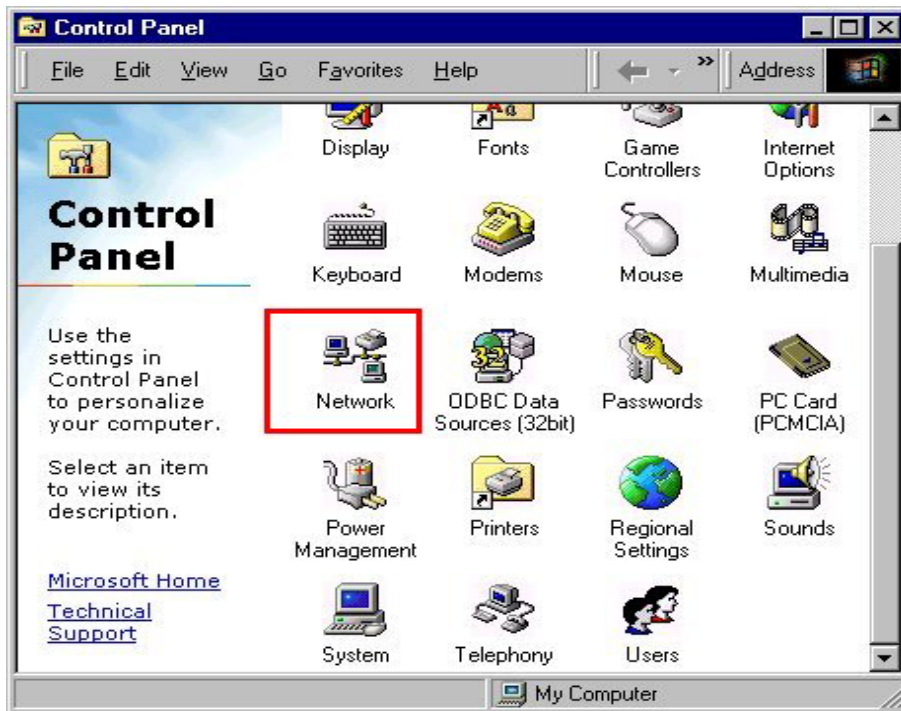 Control Panel
File Edit View Go Favorites Help » Address
Control
Panel
Use the
settings in
Control Panel
to personalize
your computer.
Select an item
to view its
description.
Microsoft Home
Technical
Support
Display
Fonts
Game
Controllers
Internet
Options
Keyboard
Modems
Mouse
Multimedia
Network
32
ODBC Data
Sources (32bit)
Passwords
PC Card
(PCMCIA)
Power
Management
Printers
Regional
Settings
Sounds
System
Telephony
Users
My Computer